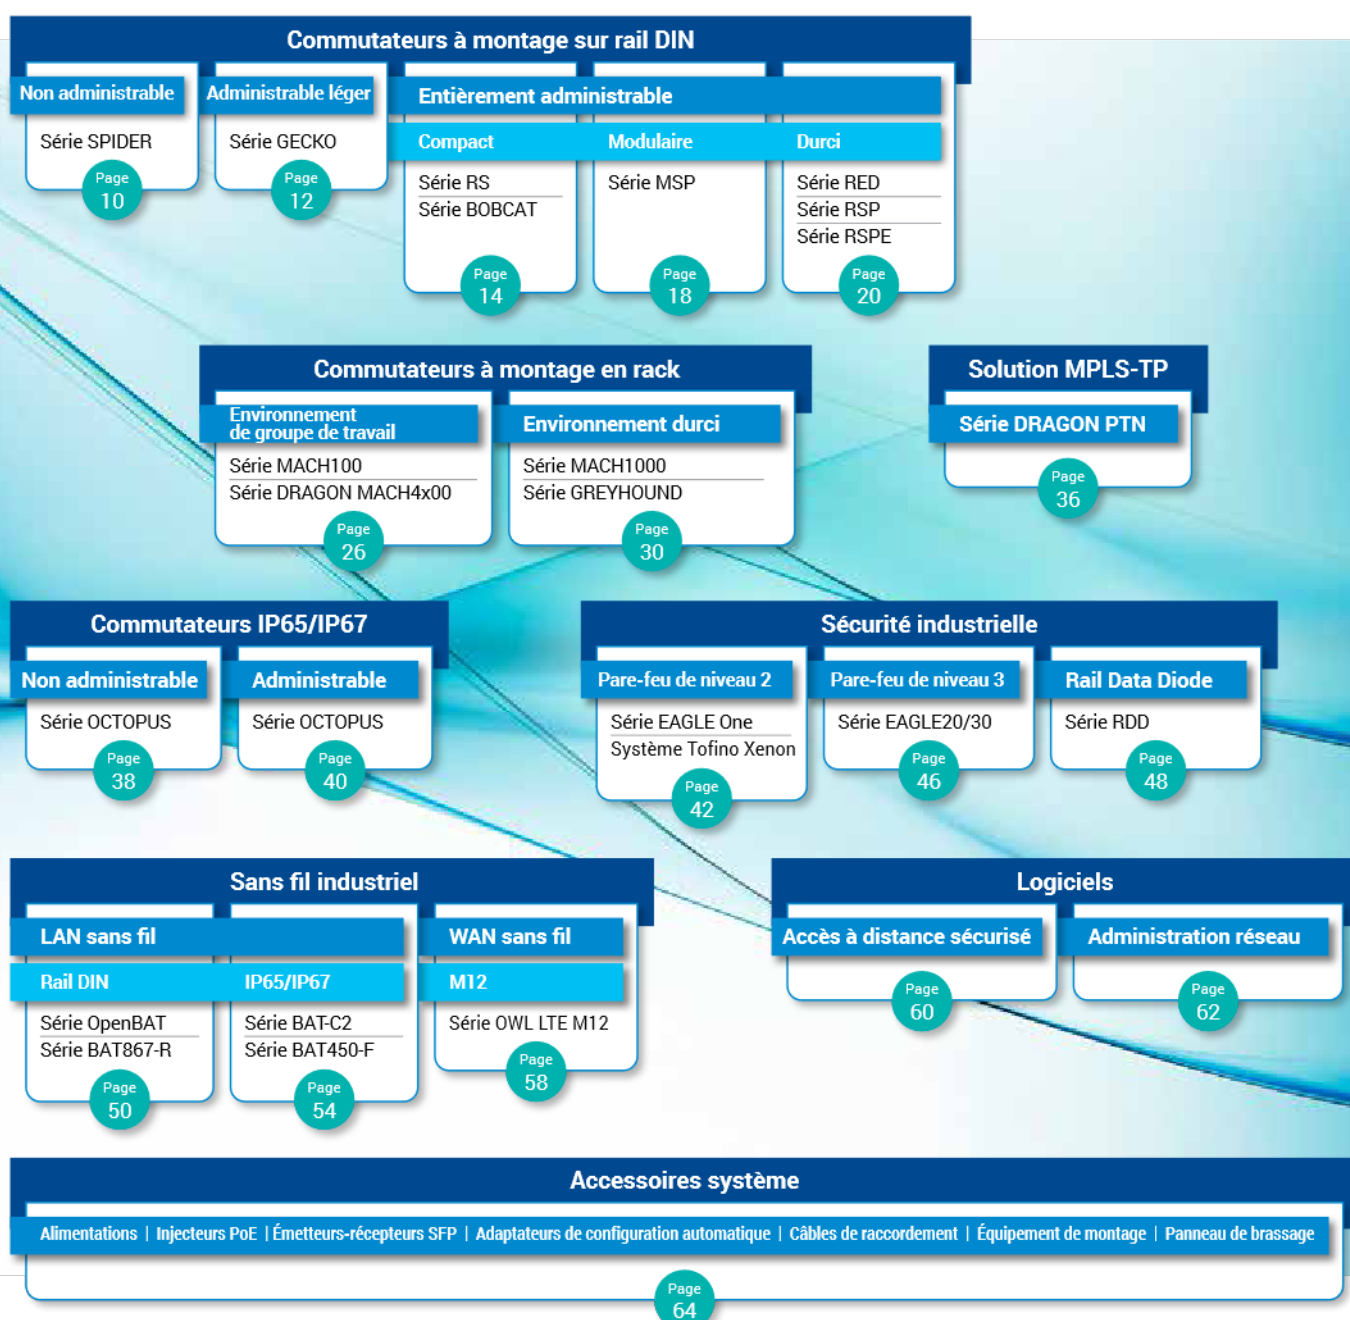 Commutateurs à montage sur rail DIN
Non administrable
Série SPIDER
Page
10
Administrable léger
Série GECKO
Page
12
Entièrement administrable
Compact
Série RS
Série BOBCAT
Page
14
Modulaire
Série MSP
Page
18
Durci
Série RED
Série RSP
Série RSPE
Page
20
Commutateurs à montage en rack
Environnement
de groupe de travail
Série MACH100
Série DRAGON MACH4x00
Page
26
Environnement durci
Série MACH1000
Série GREYHOUND
Page
30
Solution MPLS-TP
Série DRAGON PTN
Page
36
Commutateurs IP65/IP67
Non administrable
Série OCTOPUS
Page
38
Administrable
Série OCTOPUS
Page
40
Sécurité industrielle
Pare-feu de niveau 2
Série EAGLE One
Système Tofino Xenon
Page
42
Pare-feu de niveau 3
Série EAGLE20/30
Page
46
Rail Data Diode
Série RDD
Page
48
Sans fil industriel
LAN sans fil
Rail DIN
Série OpenBAT
Série BAT867-R
Page
50
IP65/IP67
Série BAT-C2
Série BAT450-F
Page
54
WAN sans fil
M12
Série OWL LTE M12
Page
58
Logiciels
Accès à distance sécurisé
Page
60
Administration réseau
Page
62
Accessoires système
Alimentations | Injecteurs PoE | Émetteurs-récepteurs SFP | Adaptateurs de configuration automatique | Câbles de raccordement | Équipement de montage | Panneau de brassage
Page
64